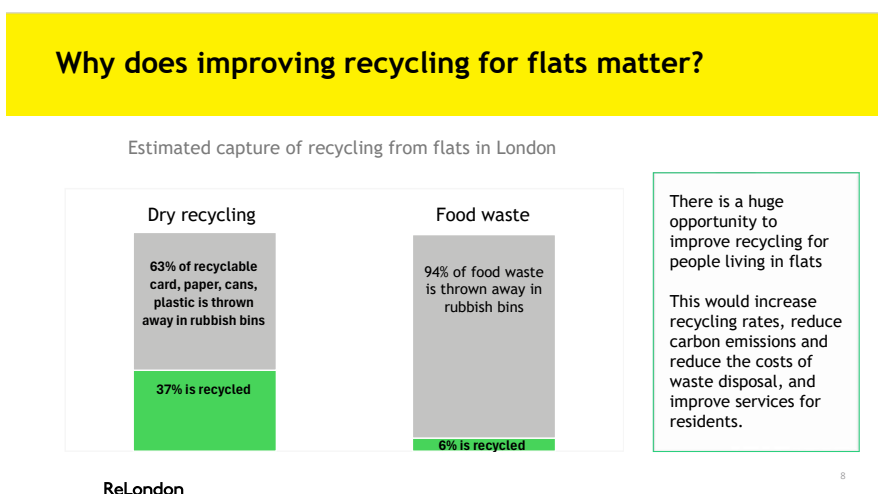 Why does improving recycling for flats matter?
Estimated capture of recycling from flats in London
Dry recycling
63% of recyclable
card, paper, cans,
plastic is thrown
away in rubbish bins
37% is recycled
Food waste
94% of food waste
is thrown away in
rubbish bins
6% is recycled
There is a huge
opportunity to
improve recycling for
people living in flats
This would increase
recycling rates, reduce
carbon emissions and
reduce the costs of
waste disposal, and
improve services for
residents.
ReLondon
8